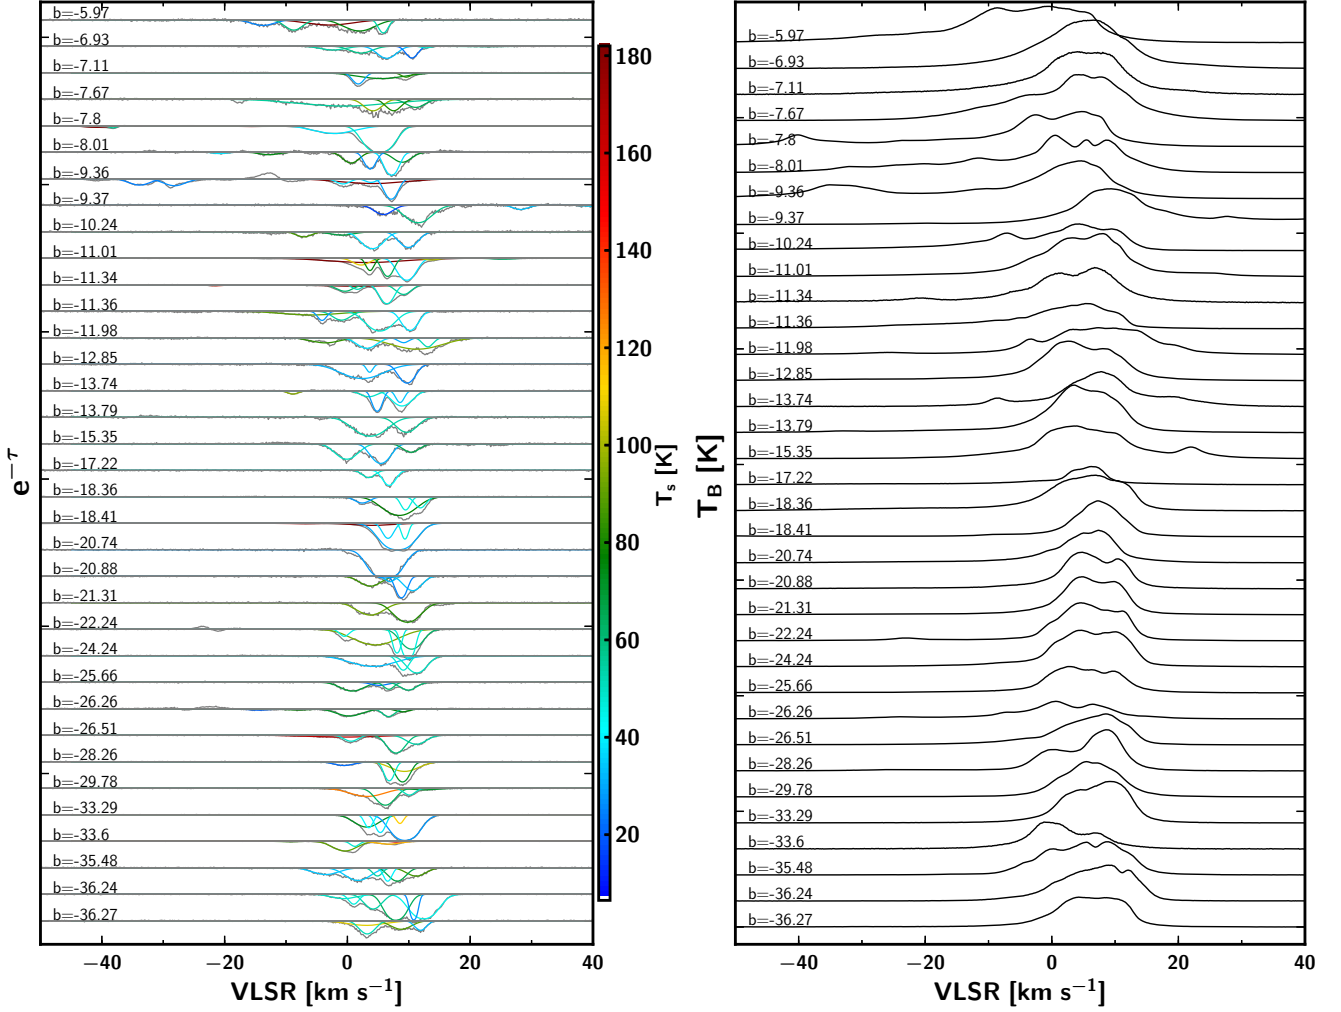 b=-5.97
b=-6.93
b=-7.11
b=-7.67
b=-7.8
b=-8.01
b=-9.36
b=-9.37
b=-10.24
b=-11.01
b=-11.34
b=-11.36
b=-11.98
b=-12.85
b=-13.74
b=-13.79
b=-15.35
b=-17.22
b=-18.36
b=-18.41
b=-20.74
b=-20.88
b=-21.31
b=-22.24
b=-24.24
b=-25.66
b=-26.26
b=-26.51
b=-28.26
b=-29.78
b=-33.29
b=-33.6
b=-35.48
b=-36.24
b=-36.27
e^{−τ}
−40 −20 0 20 40
VLSR [km s⁻¹]
180
160
140
120
100
80
60
40
20
T_s [K]
b=-5.97
b=-6.93
b=-7.11
b=-7.67
b=-7.8
b=-8.01
b=-9.36
b=-9.37
b=-10.24
b=-11.01
b=-11.34
b=-11.36
b=-11.98
b=-12.85
b=-13.74
b=-13.79
b=-15.35
b=-17.22
b=-18.36
b=-18.41
b=-20.74
b=-20.88
b=-21.31
b=-22.24
b=-24.24
b=-25.66
b=-26.26
b=-26.51
b=-28.26
b=-29.78
b=-33.29
b=-33.6
b=-35.48
b=-36.24
b=-36.27
T_B [K]
−40 −20 0 20 40
VLSR [km s⁻¹]